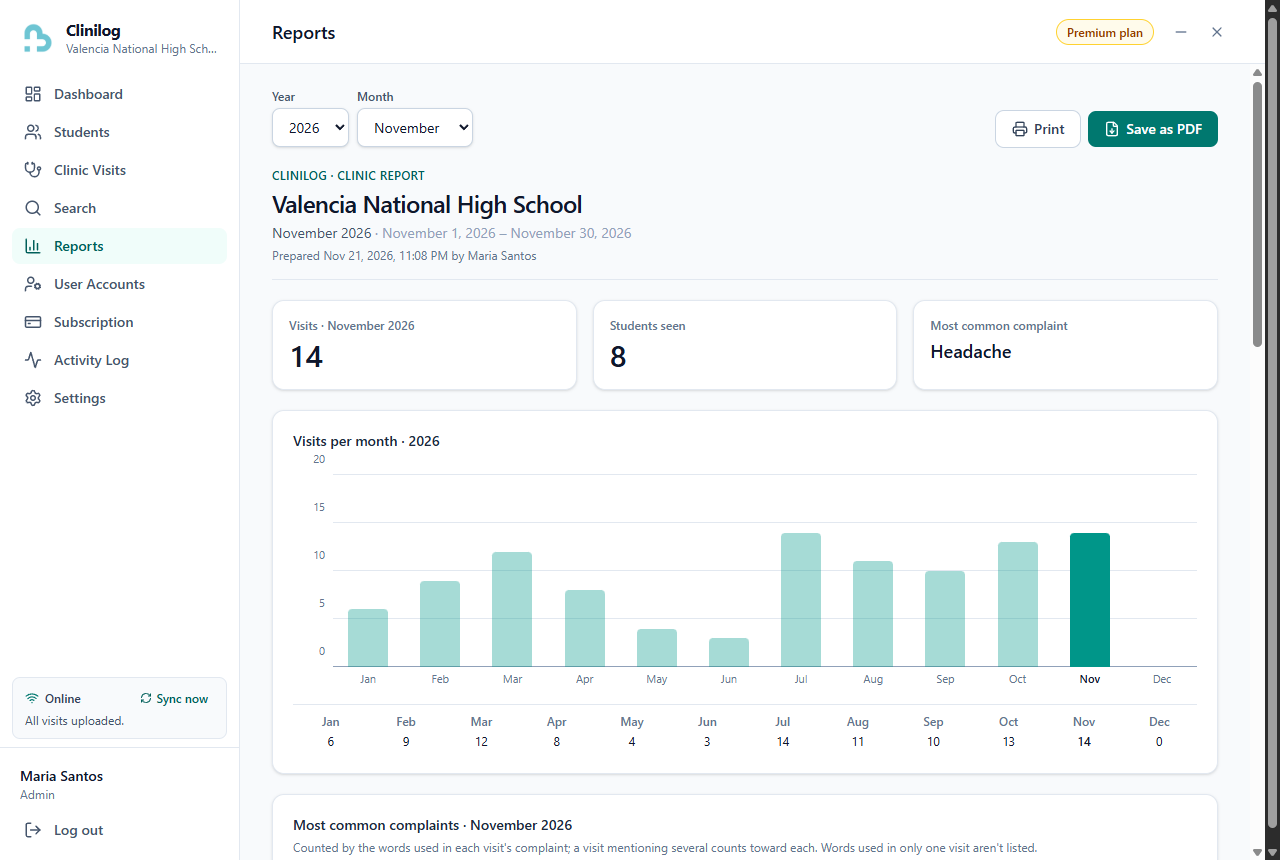 Clinilog
Valencia National High Sch...
Dashboard
Students
Clinic Visits
Search
Reports
User Accounts
Subscription
Activity Log
Settings
Online
Sync now
All visits uploaded.
Maria Santos
Admin
Log out
Reports
Premium plan
Year
Month
2026
November
Print
Save as PDF
CLINILOG · CLINIC REPORT
Valencia National High School
November 2026 · November 1, 2026 – November 30, 2026
Prepared Nov 21, 2026, 11:08 PM by Maria Santos
Visits · November 2026
14
Students seen
8
Most common complaint
Headache
Visits per month · 2026
20
15
10
5
0
Jan Feb Mar Apr May Jun Jul Aug Sep Oct Nov Dec
Jan Feb Mar Apr May Jun Jul Aug Sep Oct Nov Dec
6 9 12 8 4 3 14 11 10 13 14 0
Most common complaints · November 2026
Counted by the words used in each visit's complaint; a visit mentioning several counts toward each. Words used in only one visit aren't listed.